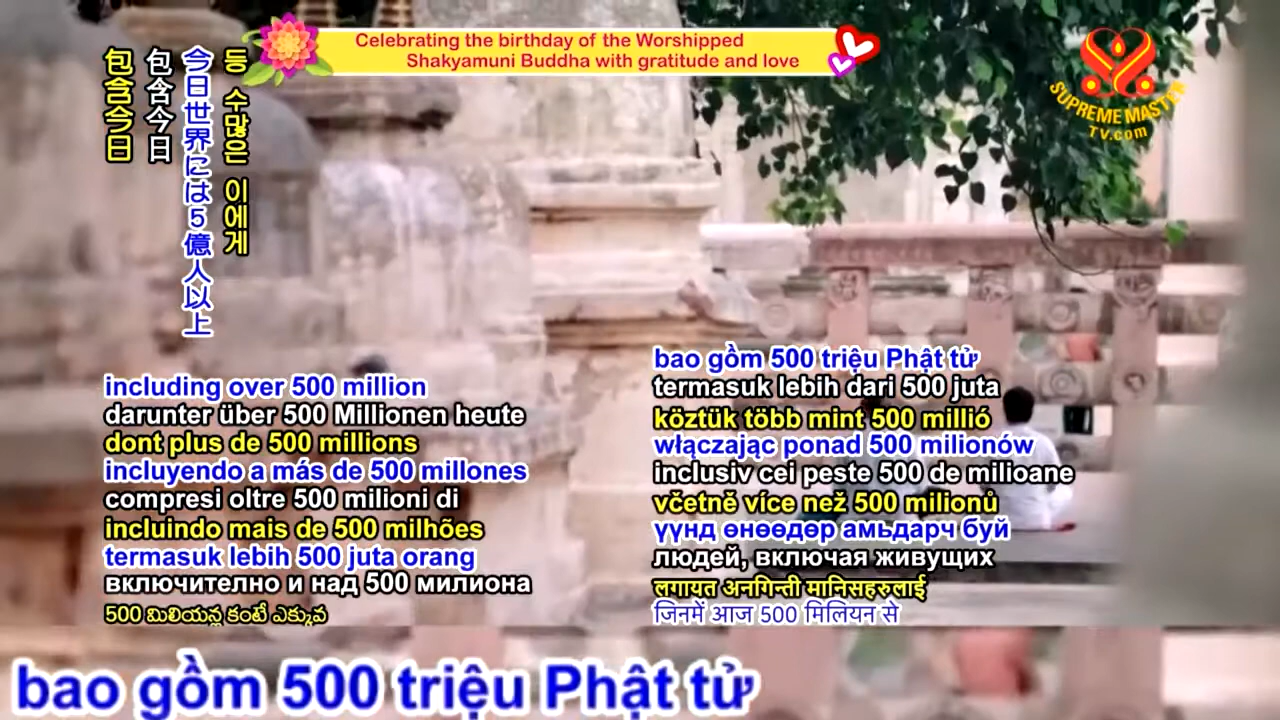 Celebrating the birthday of the Worshipped
Shakyamuni Buddha with gratitude and love
SUPREME MASTER
TV.com
등 수많은 이에게
今日世界には5億人以上
包含今日
包含今日
including over 500 million
darunter über 500 Millionen heute
dont plus de 500 millions
incluyendo a más de 500 millones
compresi oltre 500 milioni di
incluindo mais de 500 milhões
termasuk lebih 500 juta orang
включително и над 500 милиона
500 మిలియన్ల కంటే ఎక్కువ
bao gồm 500 triệu Phật tử
termasuk lebih dari 500 juta
köztük több mint 500 millió
włączając ponad 500 milionów
inclusiv cei peste 500 de milioane
včetně více než 500 milionů
үүнд өнөөдөр амьдарч буй
людей, включая живущих
लगायत अनगिन्ती मानिसहरुलाई
जिनमें आज 500 मिलियन से
bao gồm 500 triệu Phật tử